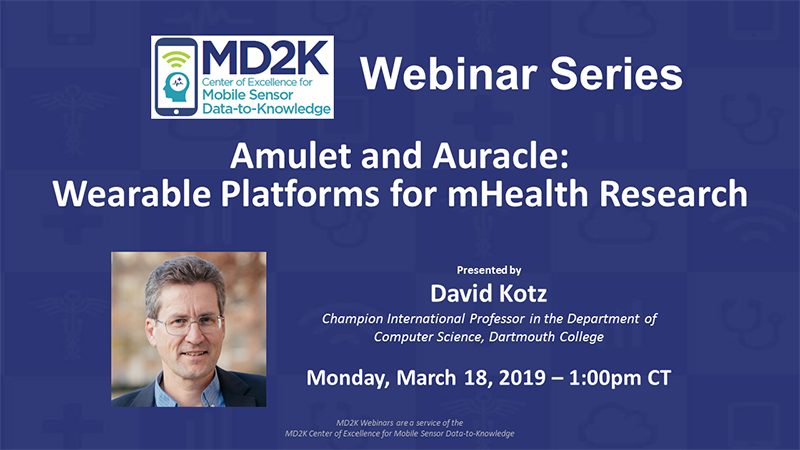 MD2K
Center of Excellence for
Mobile Sensor
Data-to-Knowledge
Webinar Series
Amulet and Auracle:
Wearable Platforms for mHealth Research
Presented by
David Kotz
Champion International Professor in the Department of
Computer Science, Dartmouth College
Monday, March 18, 2019 – 1:00pm CT
MD2K Webinars are a service of the
MD2K Center of Excellence for Mobile Sensor Data-to-Knowledge